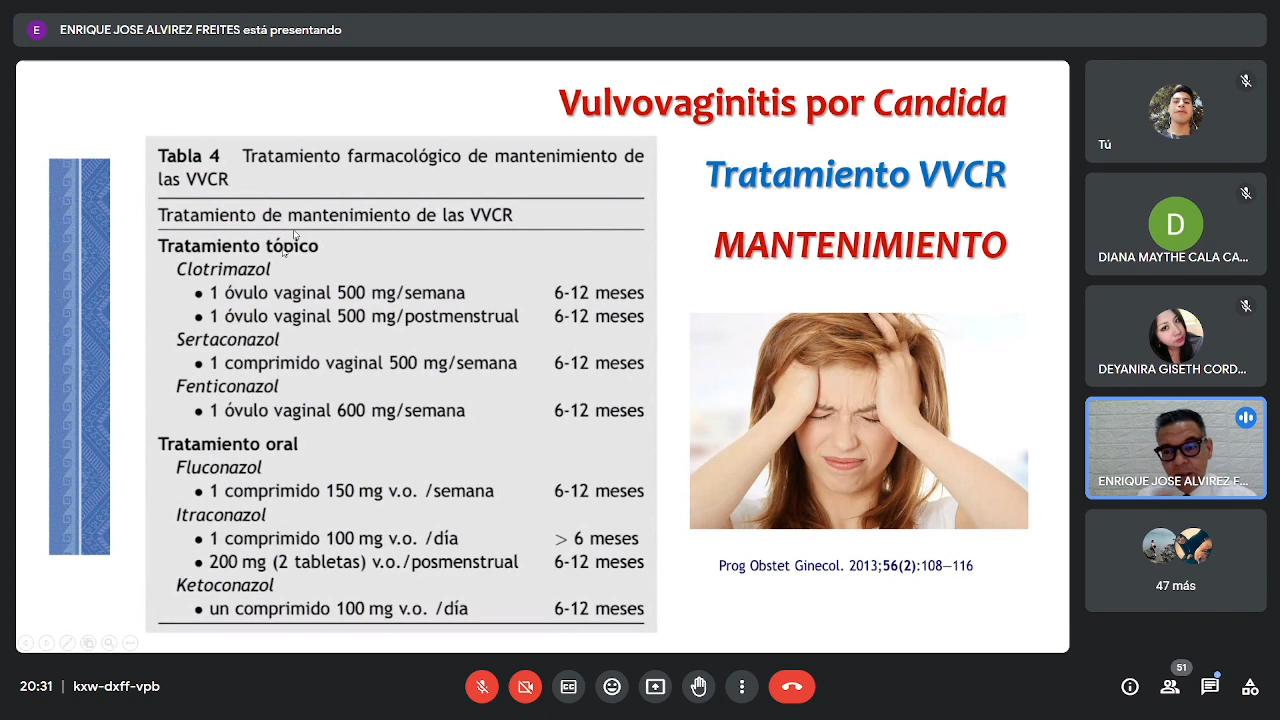 E ENRIQUE JOSE ALVIREZ FREITES está presentando
Vulvovaginitis por Candida
Tratamiento VVCR
MANTENIMIENTO
Tabla 4 Tratamiento farmacológico de mantenimiento de
las VVCR
Tratamiento de mantenimiento de las VVCR
Tratamiento tópico
Clotrimazol
• 1 óvulo vaginal 500 mg/semana 6-12 meses
• 1 óvulo vaginal 500 mg/postmenstrual 6-12 meses
Sertaconazol
• 1 comprimido vaginal 500 mg/semana 6-12 meses
Fenticonazol
• 1 óvulo vaginal 600 mg/semana 6-12 meses
Tratamiento oral
Fluconazol
• 1 comprimido 150 mg v.o. /semana 6-12 meses
Itraconazol
• 1 comprimido 100 mg v.o. /día > 6 meses
• 200 mg (2 tabletas) v.o./posmenstrual 6-12 meses
Ketoconazol
• un comprimido 100 mg v.o. /día 6-12 meses
Prog Obstet Ginecol. 2013;56(2):108—116
Tú
D
DIANA MAYTHE CALA CA...
DEYANIRA GISETH CORD...
ENRIQUE JOSE ALVIREZ F...
47 más
20:31 | kxw-dxff-vpb
51